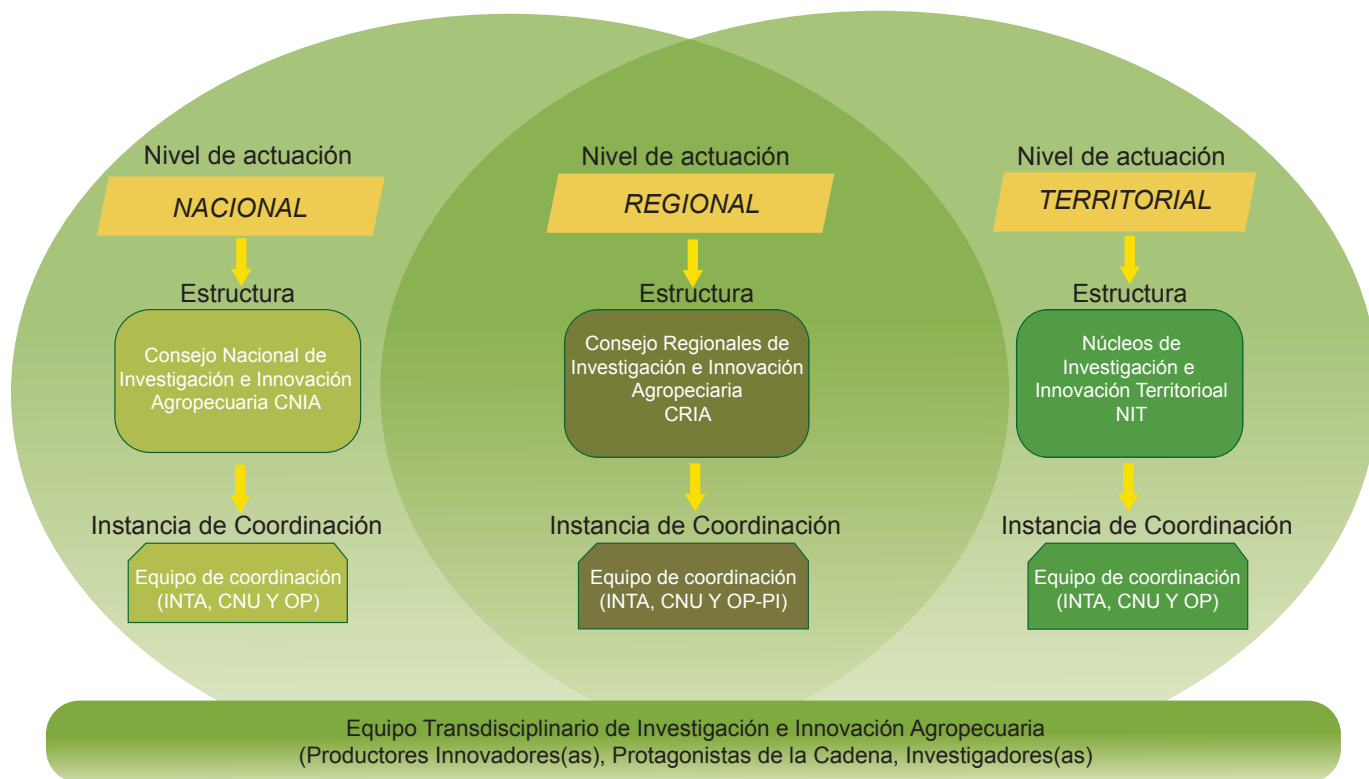 Nivel de actuación
NACIONAL
Estructura
Consejo Nacional de
Investigación e Innovación
Agropecuaria CNIA
Instancia de Coordinación
Equipo de coordinación
(INTA, CNU Y OP)
Nivel de actuación
REGIONAL
Estructura
Consejo Regionales de
Investigación e Innovación
Agropeciaria
CRIA
Instancia de Coordinación
Equipo de coordinación
(INTA, CNU Y OP-PI)
Nivel de actuación
TERRITORIAL
Estructura
Núcleos de
Investigación e
Innovación Territorioal
NIT
Instancia de Coordinación
Equipo de coordinación
(INTA, CNU Y OP)
Equipo Transdisciplinario de Investigación e Innovación Agropecuaria
(Productores Innovadores(as), Protagonistas de la Cadena, Investigadores(as)